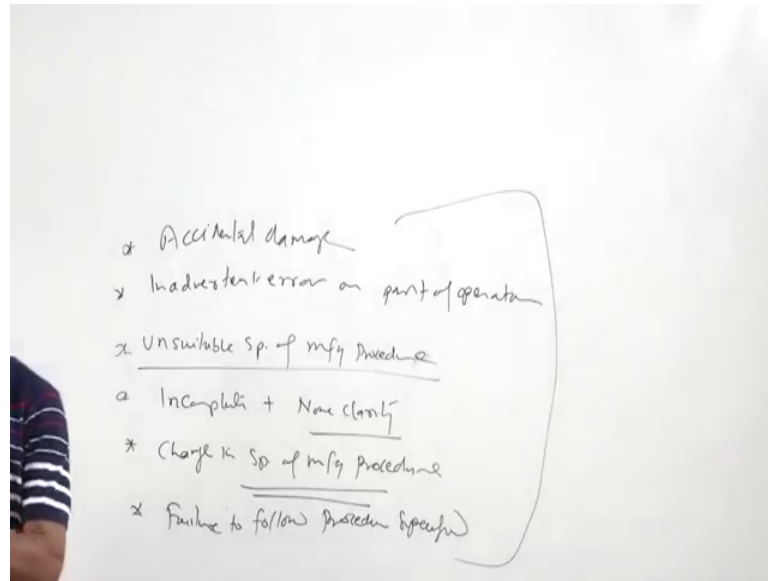 * Accidental damage
* Inadvertent error on part of operator
* Unsuitable Sp. of mfg Procedure
* Incomplete + None clarity
* Change in Sp. of mfg Procedure
* Failure to follow Procedure Specified